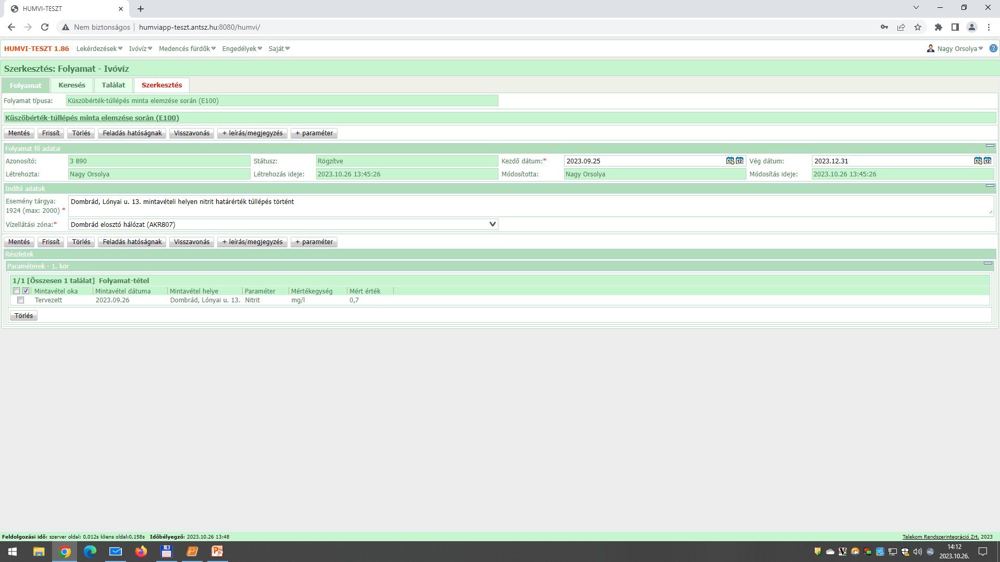 HUMVI-TESZT
Nem biztonságos humviapp-teszt.antsz.hu:8080/humvi/
HUMVI-TESZT 1.86 Lekérdezések Ivóvíz Medencés fürdők Engedélyek Saját Nagy Orsolya ?
Szerkesztés: Folyamat - Ivóvíz
Folyamat Keresés Találat Szerkesztés
Folyamat típusa: Küszöbérték-túllépés minta elemzése során (E100)
Küszöbérték-túllépés minta elemzése során (E100)
Mentés Frissít Törlés Feladás hatóságnak Visszavonás + leírás/megjegyzés + paraméter
Folyamat fő adatai
Azonosító: 3 890 Státusz: Rögzítve Kezdő dátum:* 2023.09.25 12 12 Vég dátum: 2023.12.31 12 12
Létrehozta: Nagy Orsolya Létrehozás ideje: 2023.10.26 13:45:26 Módosította: Nagy Orsolya Módosítás ideje: 2023.10.26 13:45:26
Indító adatok
Esemény tárgya: Dombrád, Lónyai u. 13. mintavételi helyen nitrit határérték túllépés történt
1924 (max: 2000) *
Vízellátási zóna:* Dombrád elosztó hálózat (AKR807)
Mentés Frissít Törlés Feladás hatóságnak Visszavonás + leírás/megjegyzés + paraméter
Részletek
Paraméterek - 1. kör
1/1 [Összesen 1 találat] Folyamat-tétel
Mintavétel oka Mintavétel dátuma Mintavétel helye Paraméter Mértékegység Mért érték
Tervezett 2023.09.26 Dombrád, Lónyai u. 13. Nitrit mg/l 0,7
Törlés
Feldolgozási idő: szerver oldal: 0,012s kliens oldal:0,158s Időbélyegző: 2023.10.26 13:48 Telekom Rendszerintegráció Zrt. 2023
14:12
2023.10.26.